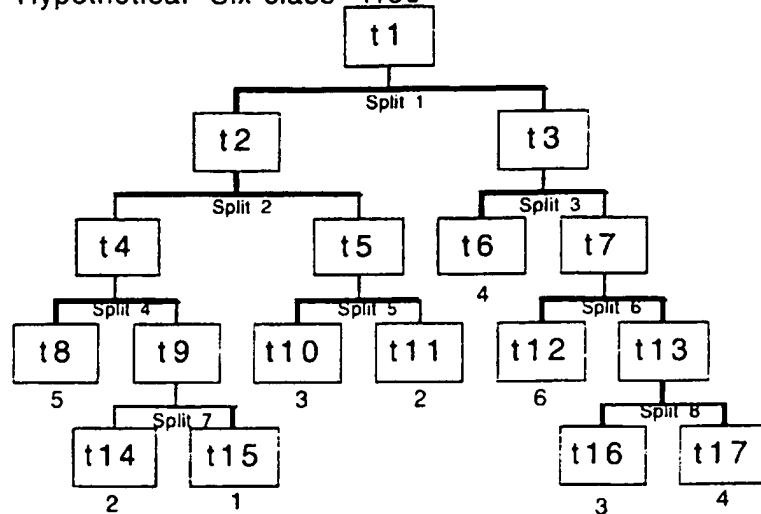 Hypothetical Six-class Tree
t1
Split 1
t2 t3
Split 2 Split 3
t4 t5 t6 t7
4
Split 4 Split 5 Split 6
t8 t9 t10 t11 t12 t13
5 3 2 6
Split 7 Split 8
t14 t15 t16 t17
2 1 3 4